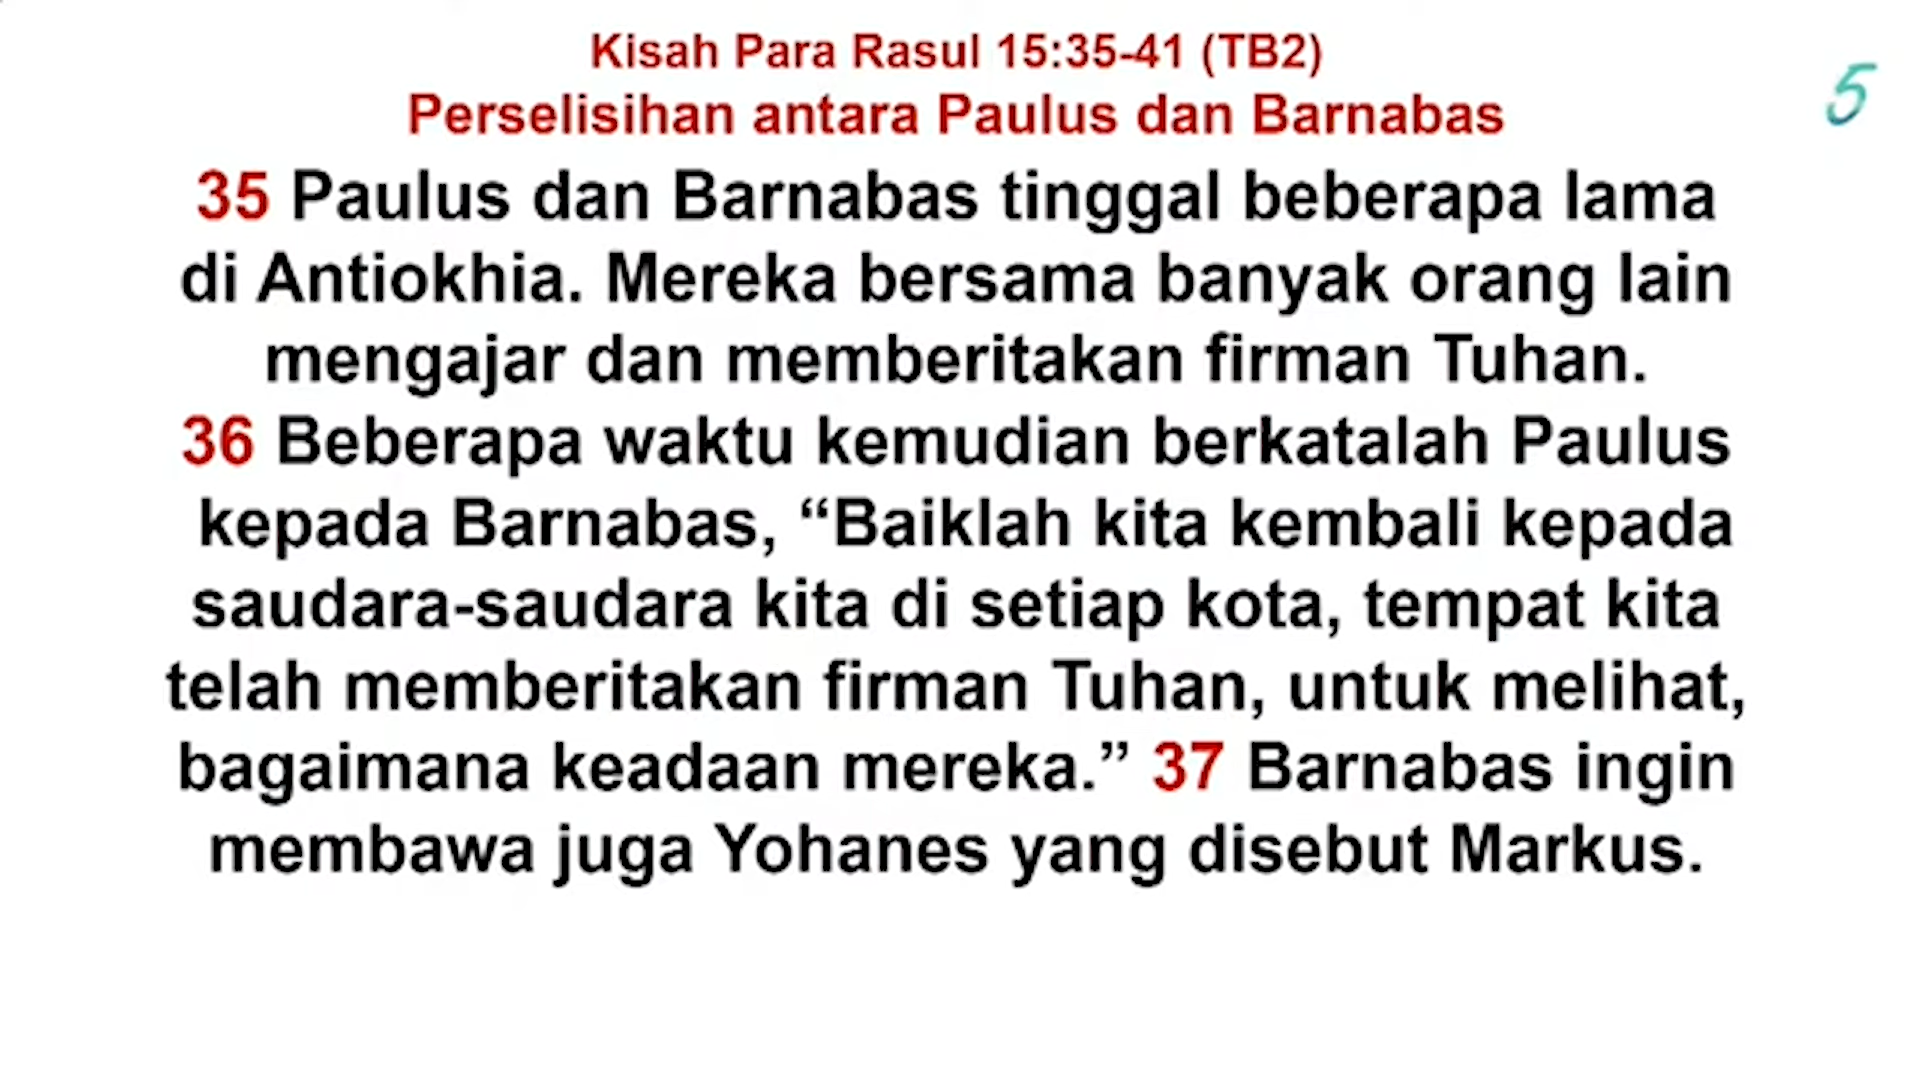 Kisah Para Rasul 15:35-41 (TB2)
Perselisihan antara Paulus dan Barnabas
5
35 Paulus dan Barnabas tinggal beberapa lama
di Antiokhia. Mereka bersama banyak orang lain
mengajar dan memberitakan firman Tuhan.
36 Beberapa waktu kemudian berkatalah Paulus
kepada Barnabas, “Baiklah kita kembali kepada
saudara-saudara kita di setiap kota, tempat kita
telah memberitakan firman Tuhan, untuk melihat,
bagaimana keadaan mereka.” 37 Barnabas ingin
membawa juga Yohanes yang disebut Markus.